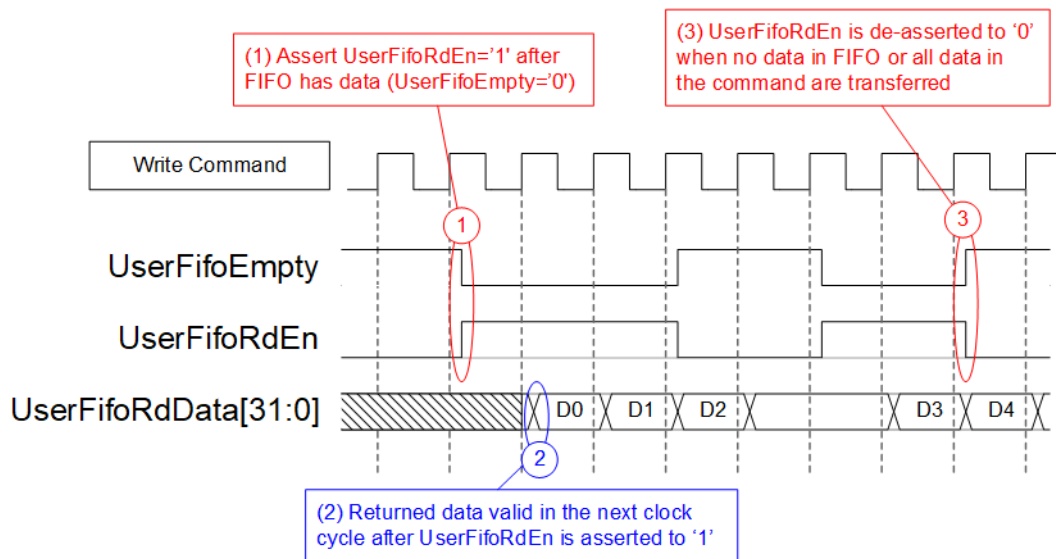 (1) Assert UserFifoRdEn='1' after
FIFO has data (UserFifoEmpty='0')
(3) UserFifoRdEn is de-asserted to ‘0’
when no data in FIFO or all data in
the command are transferred
Write Command
1
3
UserFifoEmpty
UserFifoRdEn
UserFifoRdData[31:0]
D0
D1
D2
D3
D4
2
(2) Returned data valid in the next clock
cycle after UserFifoRdEn is asserted to ‘1’